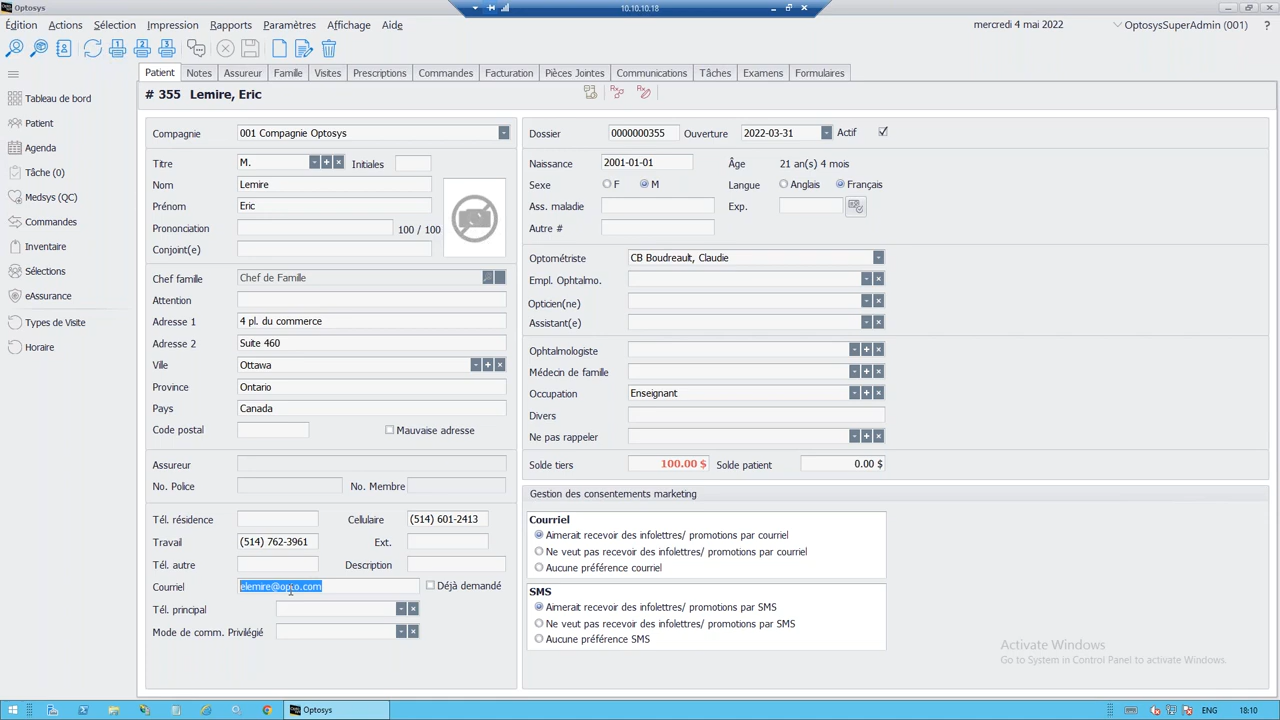 Optosys
10.10.10.18
Édition Actions Sélection Impression Rapports Paramètres Affichage Aide
mercredi 4 mai 2022
OptosysSuperAdmin (001) ?
1 2 3
Patient Notes Assureur Famille Visites Prescriptions Commandes Facturation Pièces Jointes Communications Tâches Examens Formulaires
# 355 Lemire, Eric
Tableau de bord
Patient
Agenda
Tâche (0)
Medsys (QC)
Commandes
Inventaire
Sélections
eAssurance
Types de Visite
Horaire
Compagnie 001 Compagnie Optosys
Titre M. Initiales
Nom Lemire
Prénom Eric
Prononciation 100 / 100
Conjoint(e)
Chef famille Chef de Famille
Attention
Adresse 1 4 pl. du commerce
Adresse 2 Suite 460
Ville Ottawa
Province Ontario
Pays Canada
Code postal Mauvaise adresse
Assureur
No. Police No. Membre
Tél. résidence Cellulaire (514) 601-2413
Travail (514) 762-3961 Ext.
Tél. autre Description
Courriel elemire@opto.com Déjà demandé
Tél. principal
Mode de comm. Privilégié
Dossier 0000000355 Ouverture 2022-03-31 Actif
Naissance 2001-01-01 Âge 21 an(s) 4 mois
Sexe F M Langue Anglais Français
Ass. maladie Exp.
Autre #
Optométriste CB Boudreault, Claudie
Empl. Ophtalmo.
Opticien(ne)
Assistant(e)
Ophtalmologiste
Médecin de famille
Occupation Enseignant
Divers
Ne pas rappeler
Solde tiers 100.00 $ Solde patient 0.00 $
Gestion des consentements marketing
Courriel
Aimerait recevoir des infolettres/ promotions par courriel
Ne veut pas recevoir des infolettres/ promotions par courriel
Aucune préférence courriel
SMS
Aimerait recevoir des infolettres/ promotions par SMS
Ne veut pas recevoir des infolettres/ promotions par SMS
Aucune préférence SMS
Activate Windows
Go to System in Control Panel to activate Windows.
Optosys
ENG 18:10